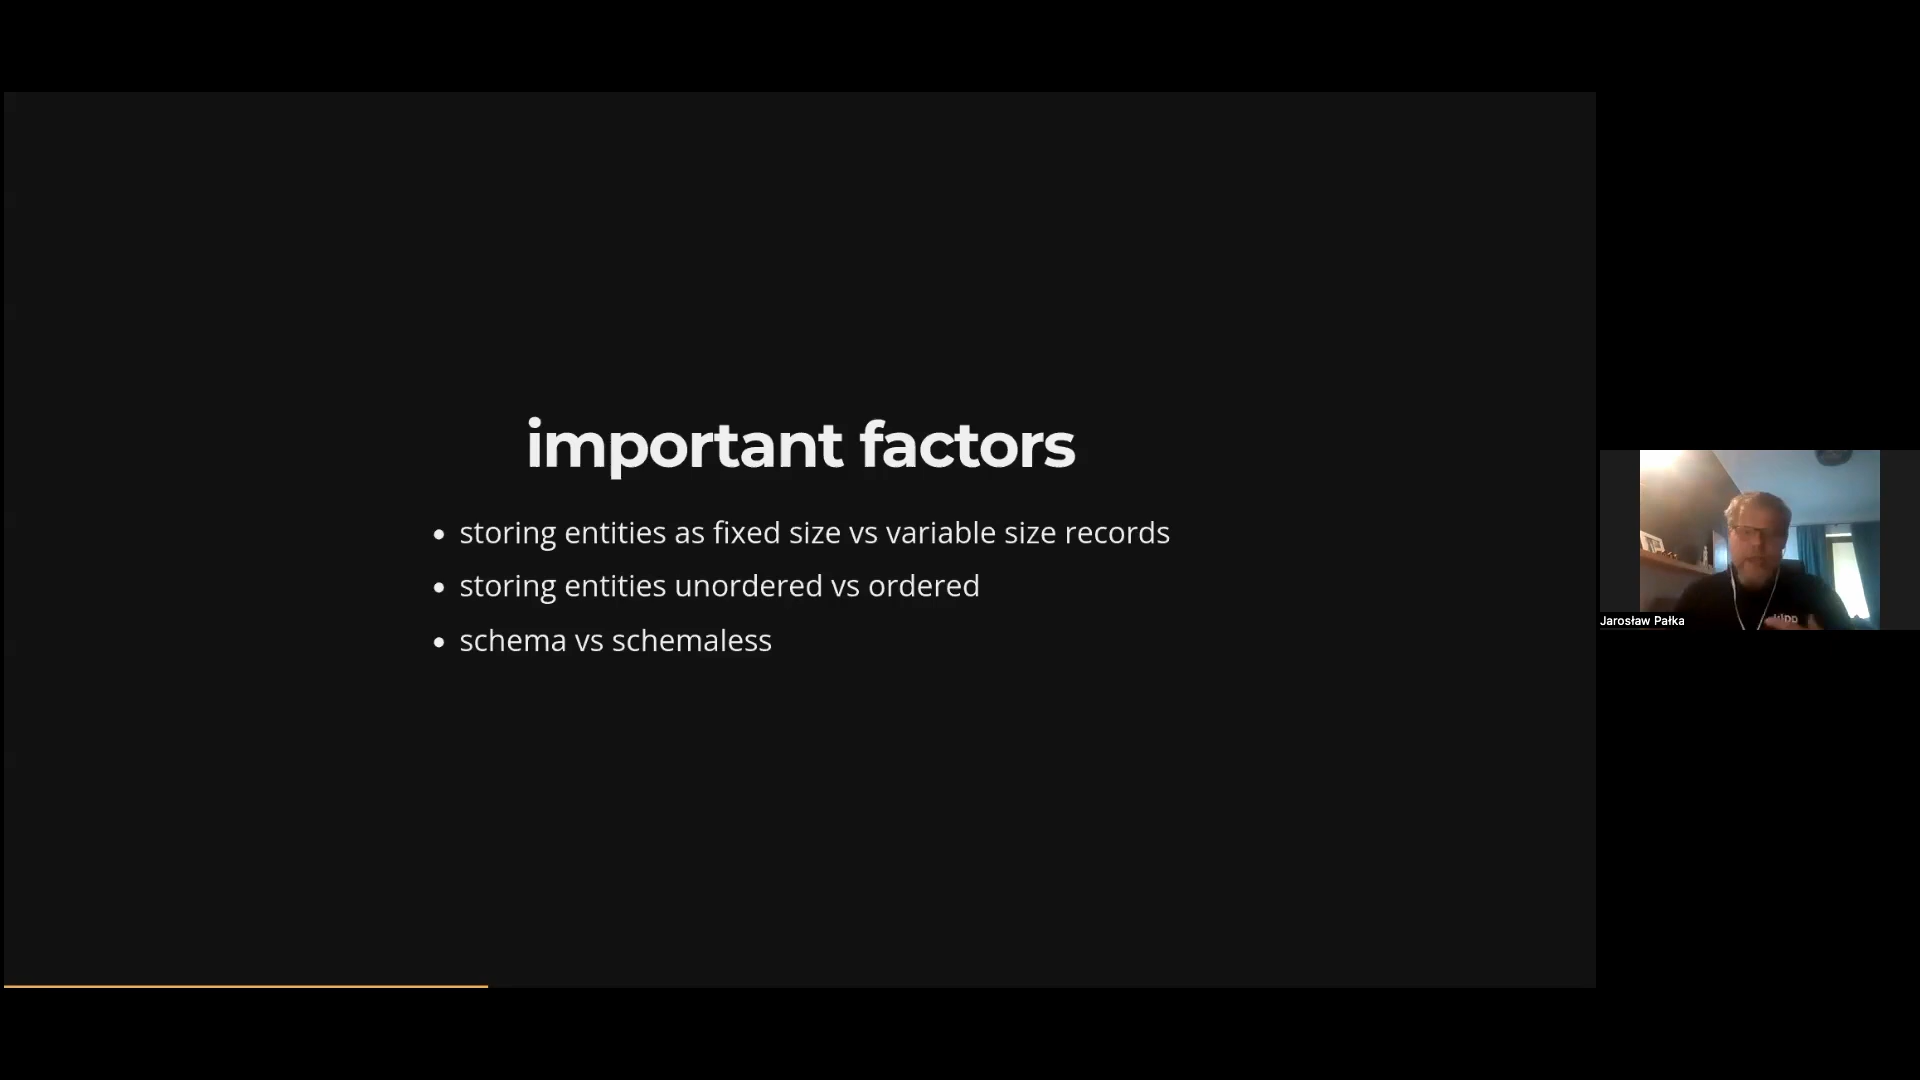 important factors
storing entities as fixed size vs variable size records
storing entities unordered vs ordered
schema vs schemaless
Jarosław Pałka